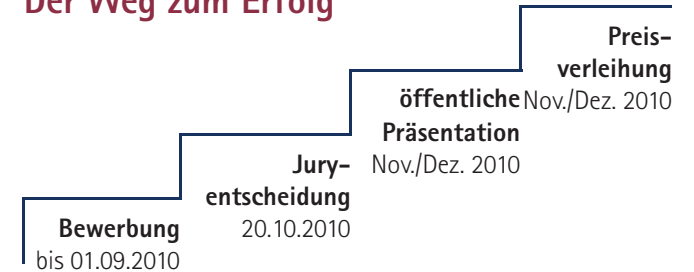 Der Weg zum Erfolg
Bewerbung
bis 01.09.2010
Jury-
entscheidung
20.10.2010
öffentliche
Präsentation
Nov./Dez. 2010
Preis-
verleihung
Nov./Dez. 2010